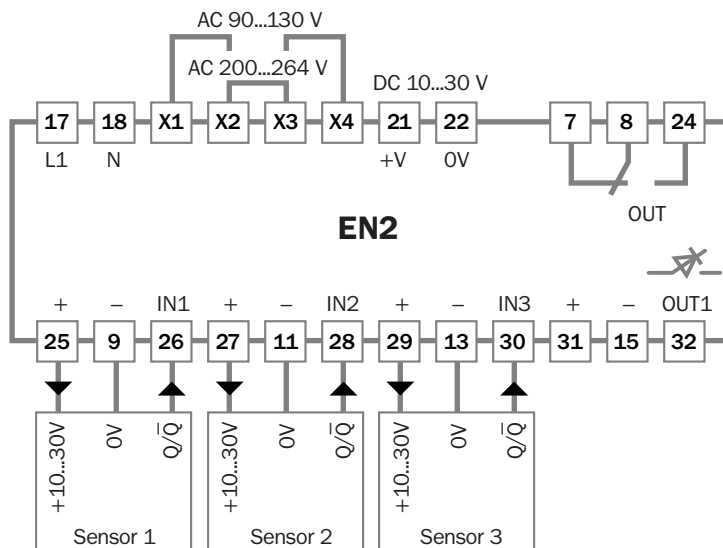 AC 90...130 V
AC 200...264 V
DC 10...30 V
17 18 X1 X2 X3 X4 21 22 7 8 24
L1 N +V 0V
OUT
EN2
+ – IN1 + – IN2 + – IN3 + – OUT1
25 9 26 27 11 28 29 13 30 31 15 32
+10...30V 0V Q/Q̅ +10...30V 0V Q/Q̅ +10...30V 0V Q/Q̅
Sensor 1 Sensor 2 Sensor 3